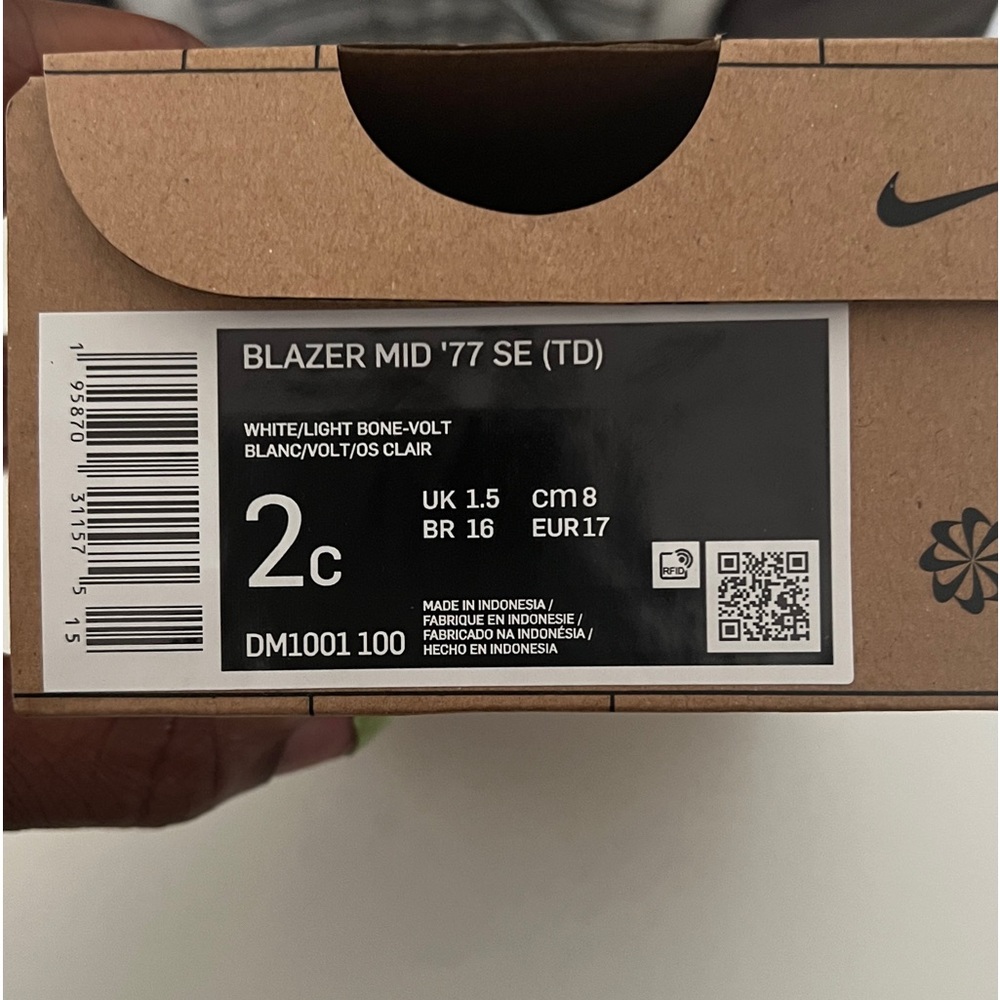 BLAZER MID '77 SE (TD)
WHITE/LIGHT BONE-VOLT
BLANC/VOLT/OS CLAIR
2C
UK 1.5 cm 8
BR 16 EUR 17
RFID
MADE IN INDONESIA /
FABRIQUE EN INDONESIE /
FABRICADO NA INDONÉSIA /
HECHO EN INDONESIA
DM1001 100
1 95870 31157 5 15